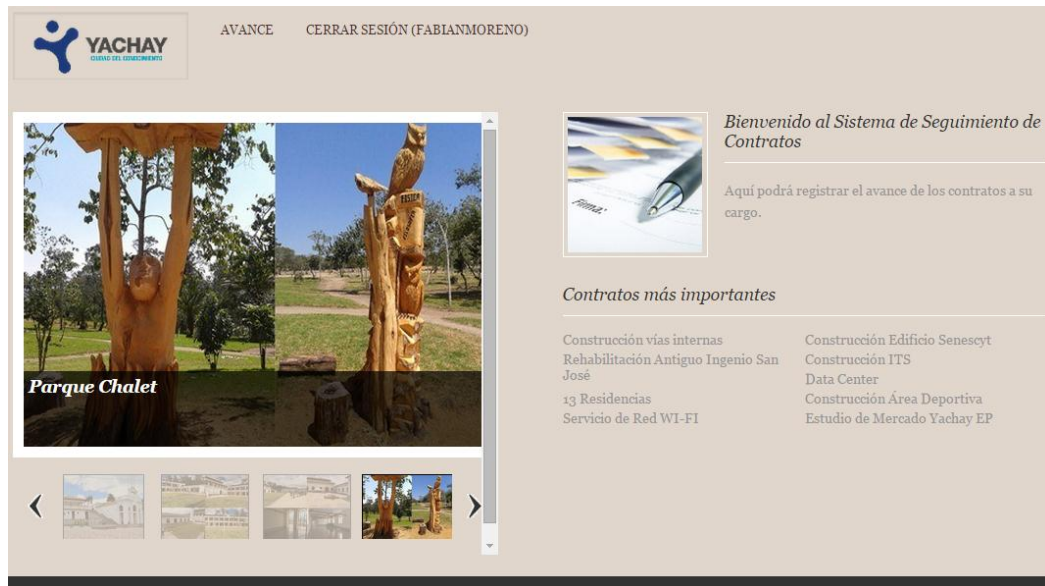 YACHAY
CIUDAD DEL CONOCIMIENTO
AVANCE
CERRAR SESIÓN (FABIANMORENO)
Parque Chalet
Firma:
Bienvenido al Sistema de Seguimiento de
Contratos
Aquí podrá registrar el avance de los contratos a su
cargo.
Contratos más importantes
Construcción vías internas
Rehabilitación Antiguo Ingenio San
José
13 Residencias
Servicio de Red WI-FI
Construcción Edificio Senescyt
Construcción ITS
Data Center
Construcción Área Deportiva
Estudio de Mercado Yachay EP